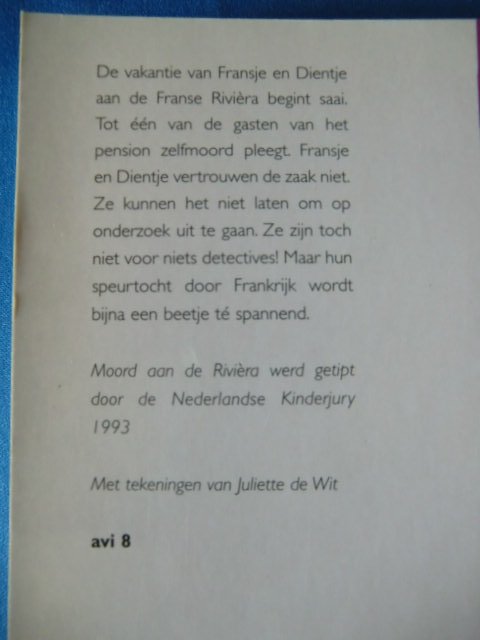 De vakantie van Fransje en Dientje
aan de Franse Rivièra begint saai.
Tot één van de gasten van het
pension zelfmoord pleegt. Fransje
en Dientje vertrouwen de zaak niet.
Ze kunnen het niet laten om op
onderzoek uit te gaan. Ze zijn toch
niet voor niets detectives! Maar hun
speurtocht door Frankrijk wordt
bijna een beetje té spannend.
Moord aan de Rivièra werd getipt
door de Nederlandse Kinderjury
1993
Met tekeningen van Juliette de Wit
avi 8